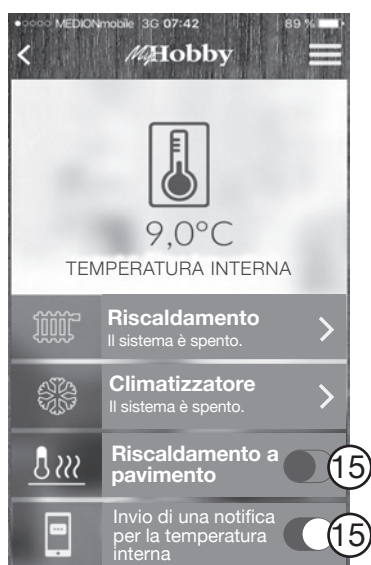 MEDIONmobile 3G 07:42 89 %
MyHobby
9,0°C
TEMPERATURA INTERNA
Riscaldamento
Il sistema è spento.
Climatizzatore
Il sistema è spento.
Riscaldamento a
pavimento
15
Invio di una notifica
per la temperatura
interna
15